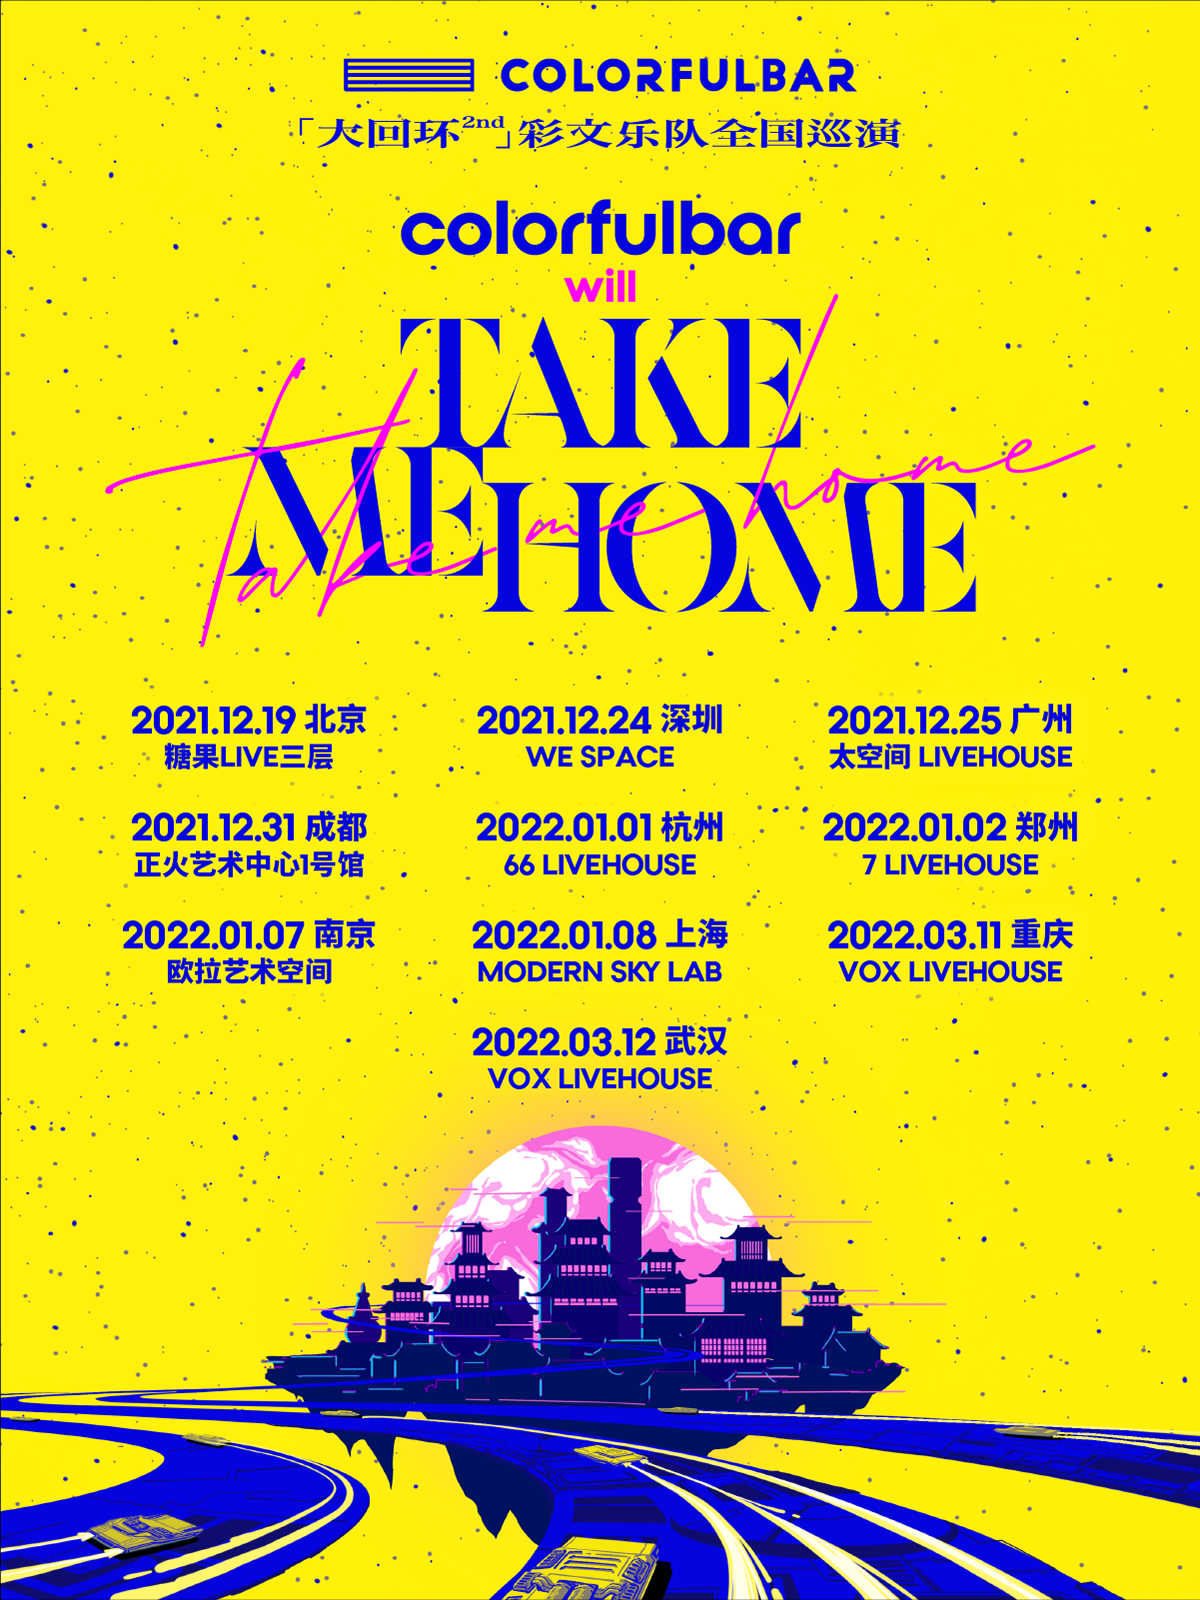 COLORFULBAR
「大回环2nd」彩文乐队全国巡演
colorfulbar
will
TAKE
ME HOME
take me home
2021.12.19 北京
糖果LIVE三层
2021.12.24 深圳
WE SPACE
2021.12.25 广州
太空间 LIVEHOUSE
2021.12.31 成都
正火艺术中心1号馆
2022.01.01 杭州
66 LIVEHOUSE
2022.01.02 郑州
7 LIVEHOUSE
2022.01.07 南京
欧拉艺术空间
2022.01.08 上海
MODERN SKY LAB
2022.03.11 重庆
VOX LIVEHOUSE
2022.03.12 武汉
VOX LIVEHOUSE